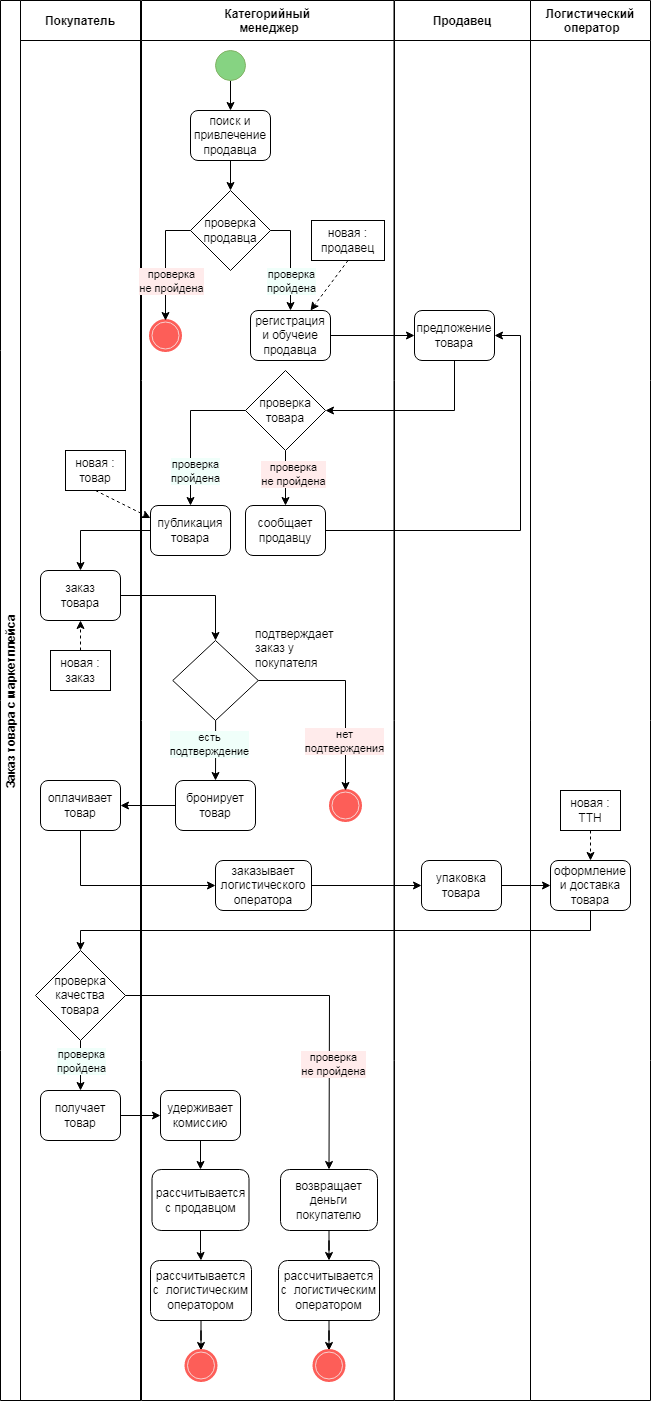 Покупатель
Категорийный
менеджер
Продавец
Логистический
оператор
Заказ товара с маркетплейса
поиск и
привлечение
продавца
проверка
продавца
новая :
продавец
проверка
не пройдена
проверка
пройдена
регистрация
и обучеие
продавца
предложение
товара
проверка
товара
новая :
товар
проверка
пройдена
проверка
не пройдена
публикация
товара
сообщает
продавцу
заказ
товара
подтверждает
заказ у
покупателя
новая :
заказ
есть
подтверждение
нет
подтверждения
оплачивает
товар
бронирует
товар
новая :
ТТН
заказывает
логистического
оператора
упаковка
товара
оформление
и доставка
товара
проверка
качества
товара
проверка
пройдена
проверка
не пройдена
получает
товар
удерживает
комиссию
рассчитывается
с продавцом
возвращает
деньги
покупателю
рассчитывается
с логистическим
оператором
рассчитывается
с логистическим
оператором